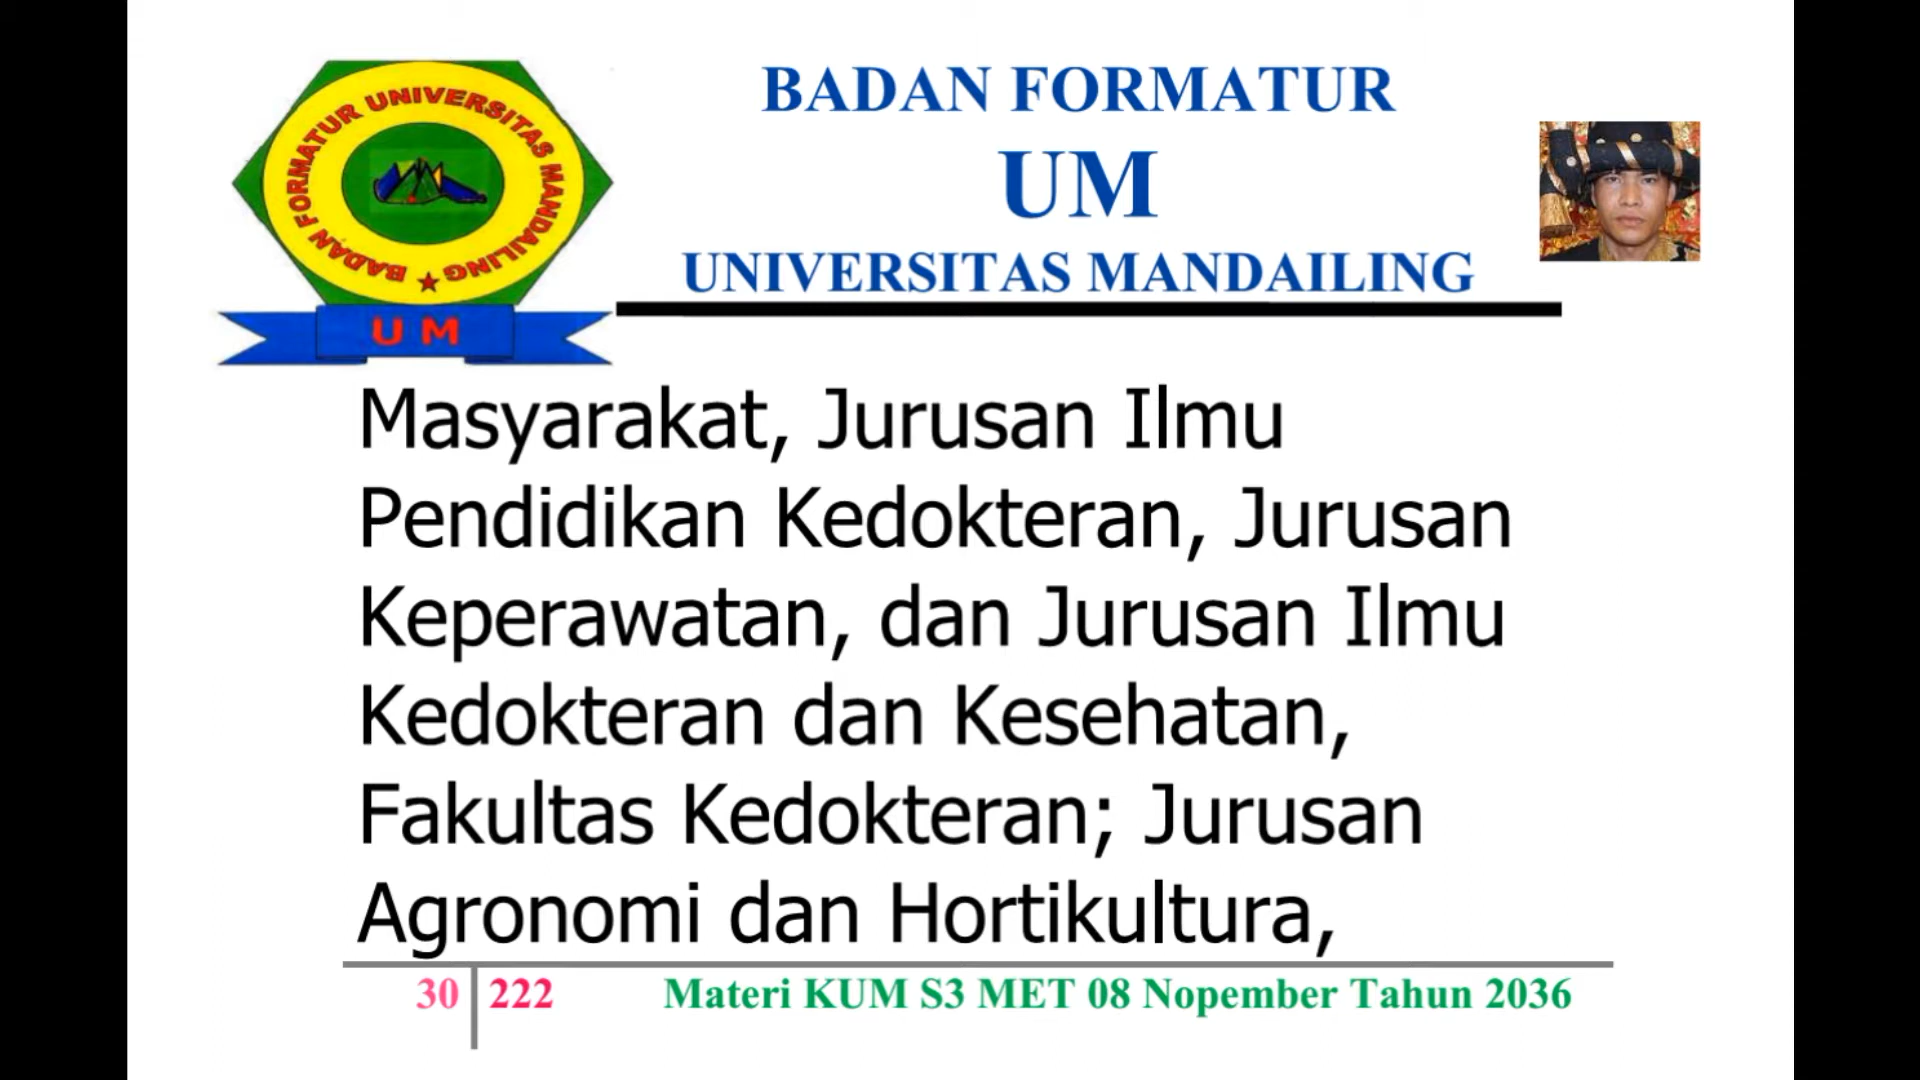 BADAN FORMATUR UNIVERSITAS MANDAILING
U M
BADAN FORMATUR
UM
UNIVERSITAS MANDAILING
Masyarakat, Jurusan Ilmu
Pendidikan Kedokteran, Jurusan
Keperawatan, dan Jurusan Ilmu
Kedokteran dan Kesehatan,
Fakultas Kedokteran; Jurusan
Agronomi dan Hortikultura,
30 222 Materi KUM S3 MET 08 Nopember Tahun 2036